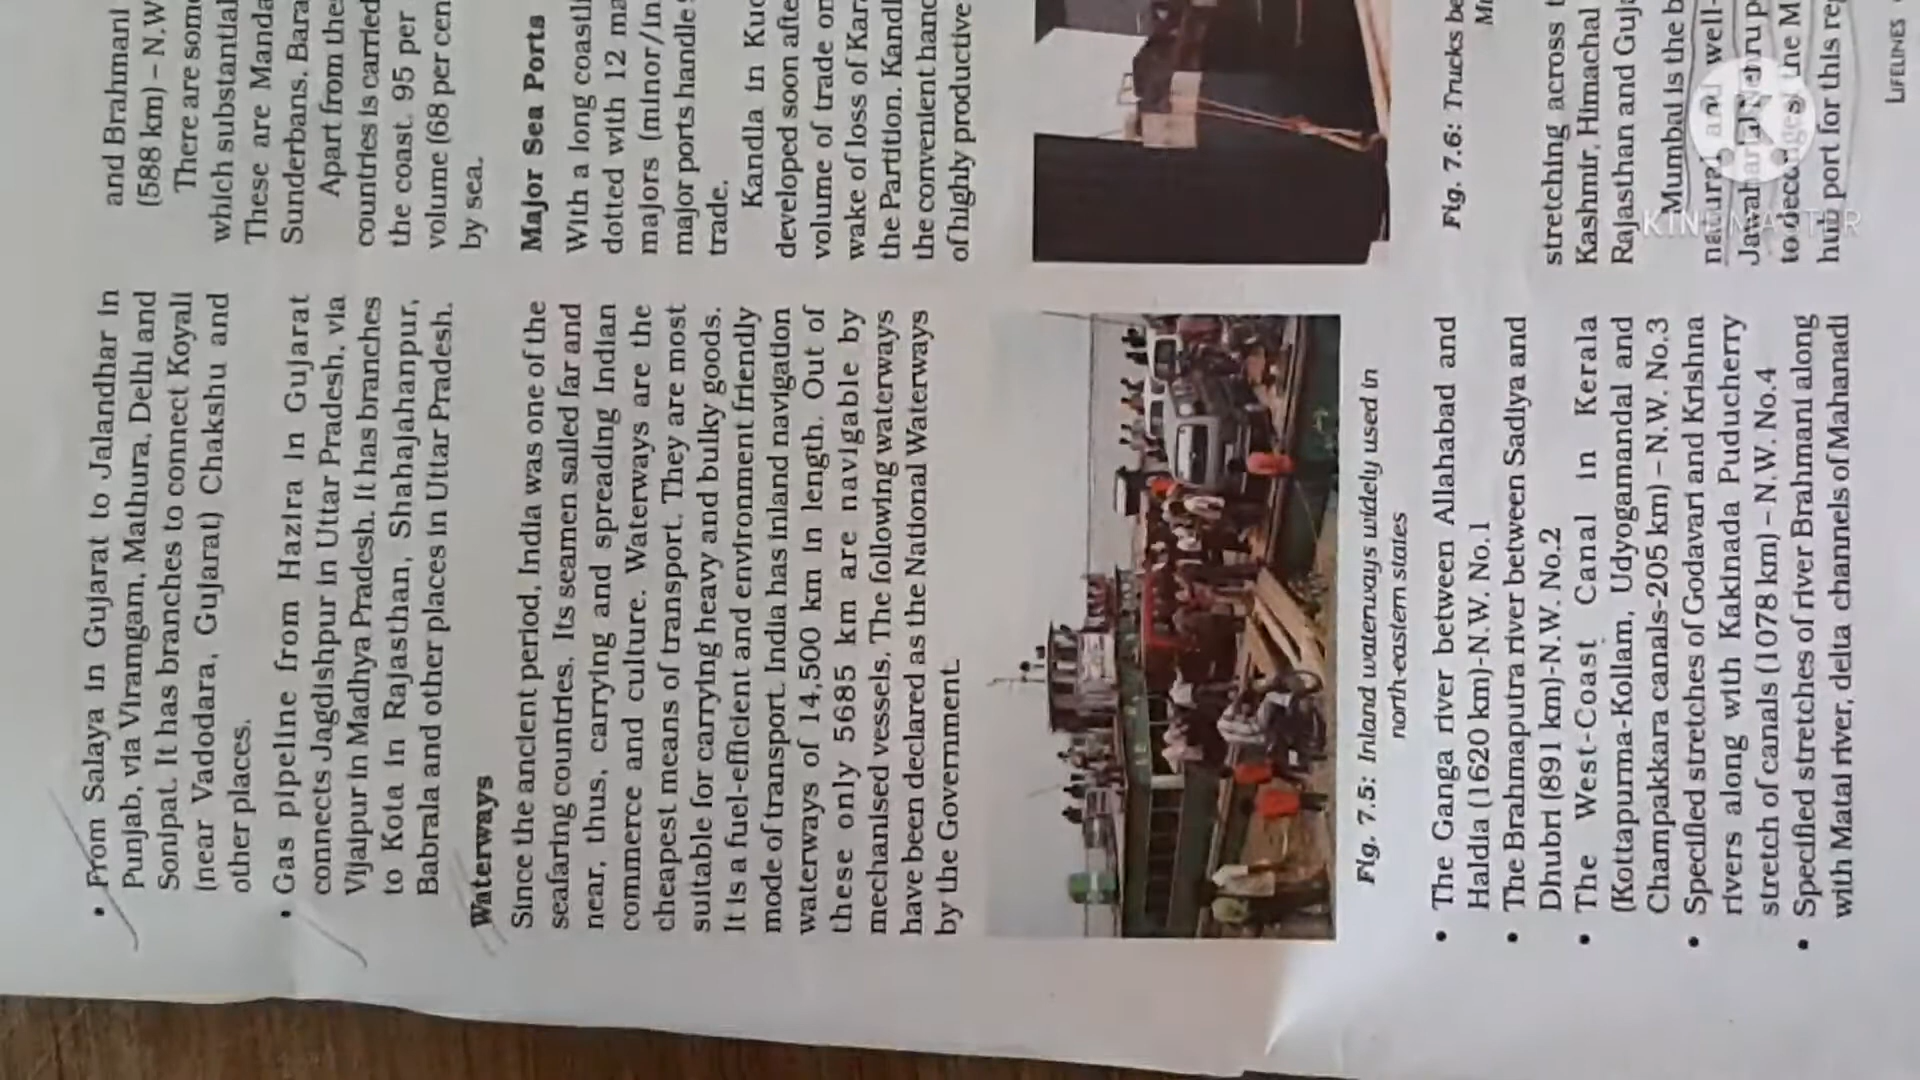 • From Salaya in Gujarat to Jalandhar in
Punjab, via Viramgam, Mathura, Delhi and
Sonipat. It has branches to connect Koyali
(near Vadodara, Gujarat) Chakshu and
other places.
• Gas pipeline from Hazira in Gujarat
connects Jagdishpur in Uttar Pradesh, via
Vijaipur in Madhya Pradesh. It has branches
to Kota in Rajasthan, Shahajahanpur,
Babrala and other places in Uttar Pradesh.
Waterways
Since the ancient period, India was one of the
seafaring countries. Its seamen sailed far and
near, thus, carrying and spreading Indian
commerce and culture. Waterways are the
cheapest means of transport. They are most
suitable for carrying heavy and bulky goods.
It is a fuel-efficient and environment friendly
mode of transport. India has inland navigation
waterways of 14,500 km in length. Out of
these only 5685 km are navigable by
mechanised vessels. The following waterways
have been declared as the National Waterways
by the Government.
Fig. 7.5: Inland waterways widely used in
north-eastern states
• The Ganga river between Allahabad and
Haldia (1620 km)-N.W. No.1
• The Brahmaputra river between Sadiya and
Dhubri (891 km)-N.W. No.2
• The West-Coast Canal in Kerala
(Kottapurma-Kollam, Udyogamandal and
Champakkara canals-205 km) – N.W. No.3
• Specified stretches of Godavari and Krishna
rivers along with Kakinada Puducherry
stretch of canals (1078 km) – N.W. No.4
• Specified stretches of river Brahmani along
with Matai river, delta channels of Mahanadi
and Brahmani
(588 km) – N.W
There are some
which substantial
These are
Sunderbans,
Apart from the
countries is carried
the coast. 95 per
volume (68 per cen
by sea.
Major Sea Ports
With a long coastli
dotted with 12 ma
majors (minor/in
major ports handle
trade.
Kandla in
developed soon afte
volume of trade on
wake of loss of Kara
the Partition. Kandl
the convenient hand
of highly productive
Fig. 7.6: Trucks be
stretching across
Kashmir, Himachal
Rajasthan and Guja
Mumbai is the b
natural and well-
Jawaharlal Nehru p
to decongest the M
hub port for this re
LIFELINES
KINEMASTER